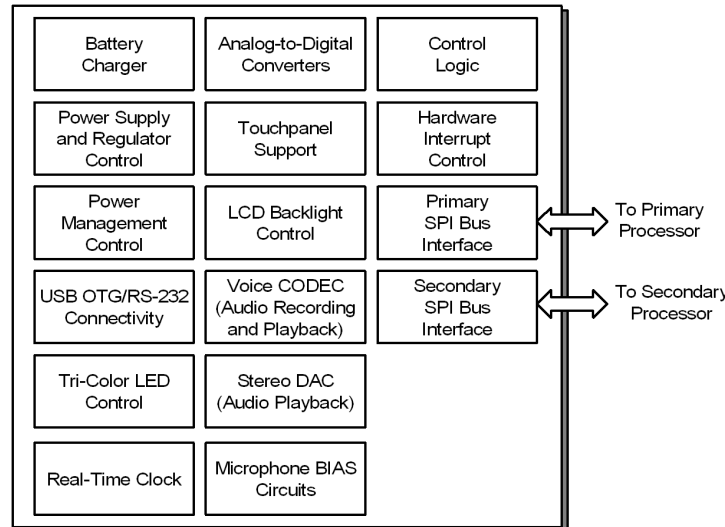 Battery
Charger
Analog-to-Digital
Converters
Control
Logic
Power Supply
and Regulator
Control
Touchpanel
Support
Hardware
Interrupt
Control
Power
Management
Control
LCD Backlight
Control
Primary
SPI Bus
Interface
To Primary
Processor
USB OTG/RS-232
Connectivity
Voice CODEC
(Audio Recording
and Playback)
Secondary
SPI Bus
Interface
To Secondary
Processor
Tri-Color LED
Control
Stereo DAC
(Audio Playback)
Real-Time Clock
Microphone BIAS
Circuits